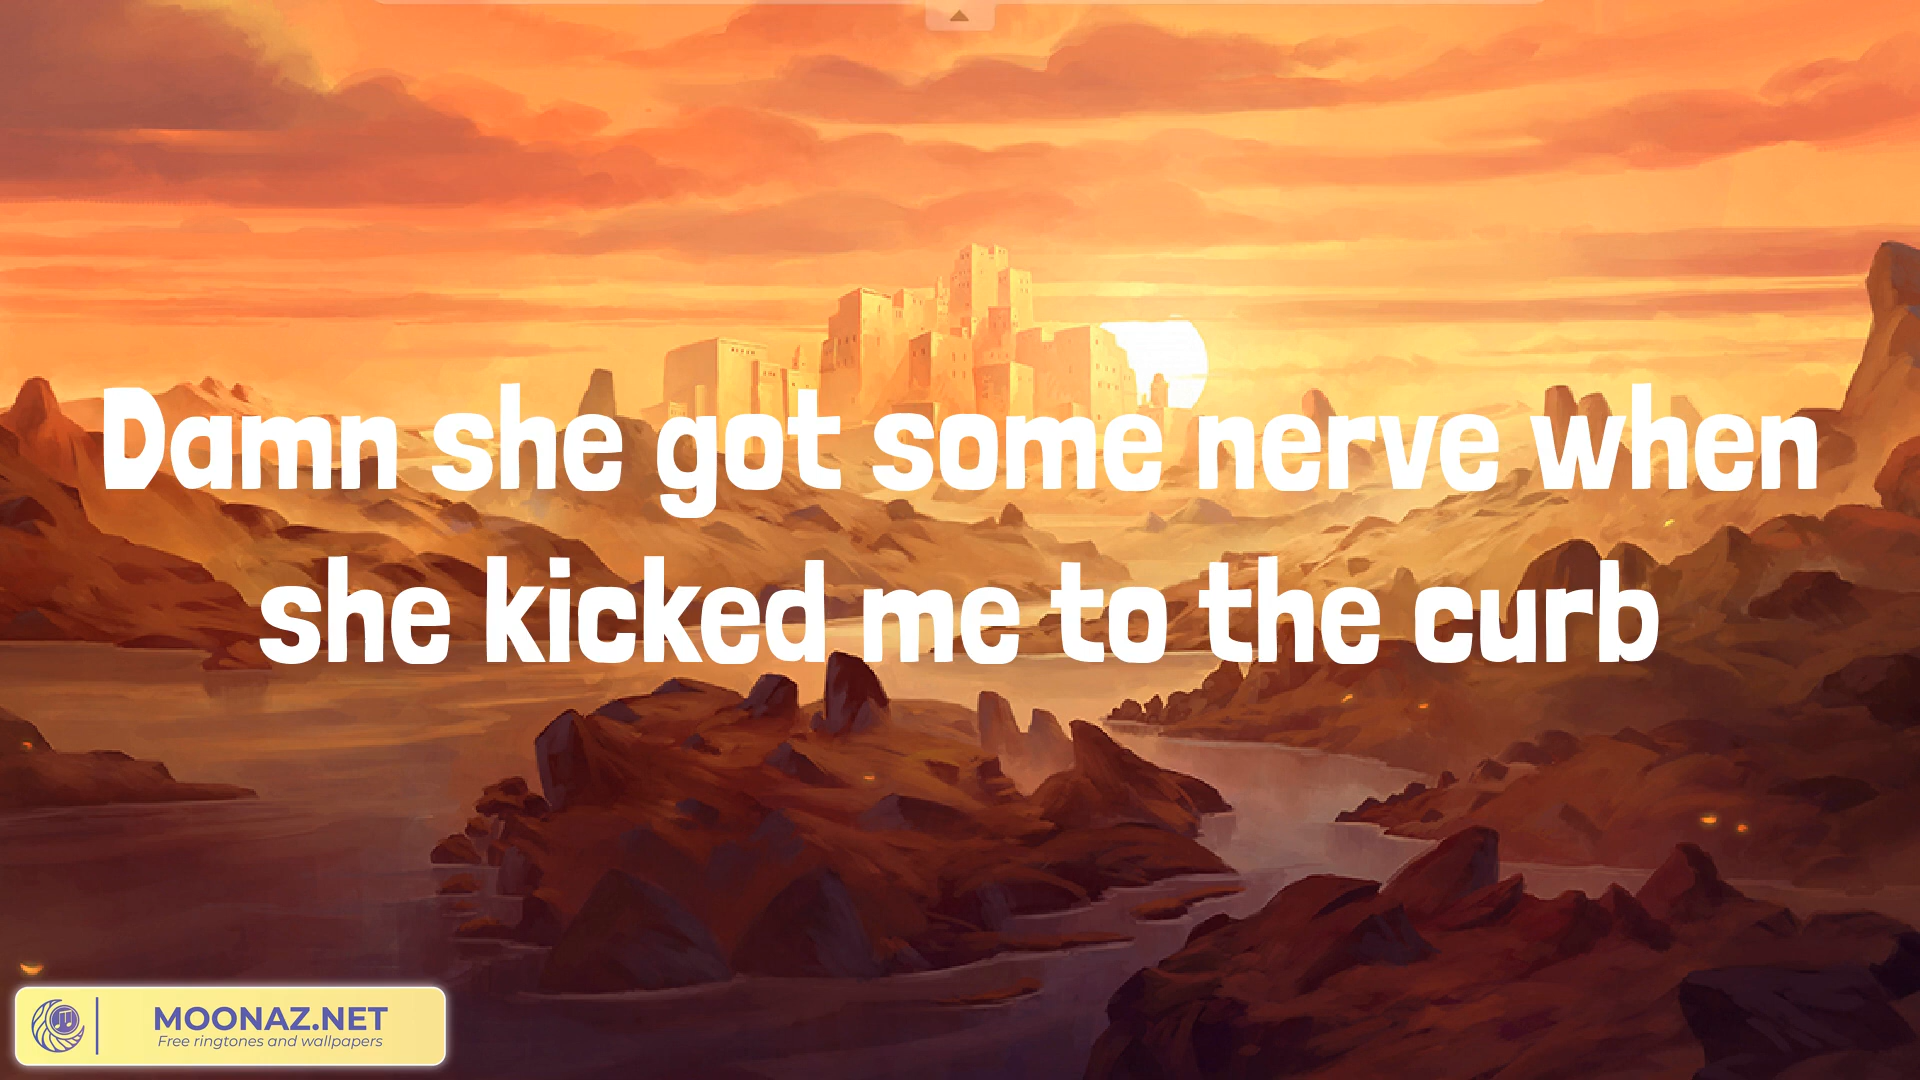 Damn she got some nerve when
she kicked me to the curb
MOONAZ.NET
Free ringtones and wallpapers